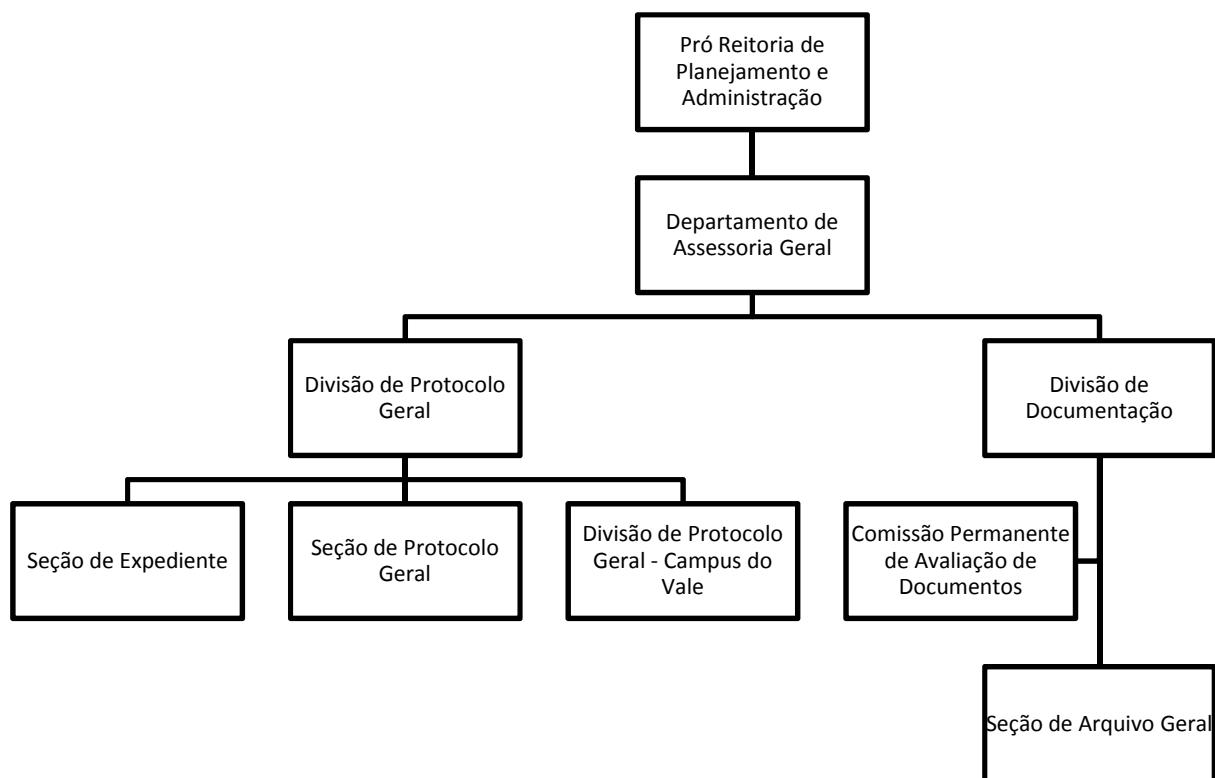 Pró Reitoria de
Planejamento e
Administração
Departamento de
Assessoria Geral
Divisão de Protocolo
Geral
Divisão de
Documentação
Seção de Expediente
Seção de Protocolo
Geral
Divisão de Protocolo
Geral - Campus do
Vale
Comissão Permanente
de Avaliação de
Documentos
Seção de Arquivo Geral